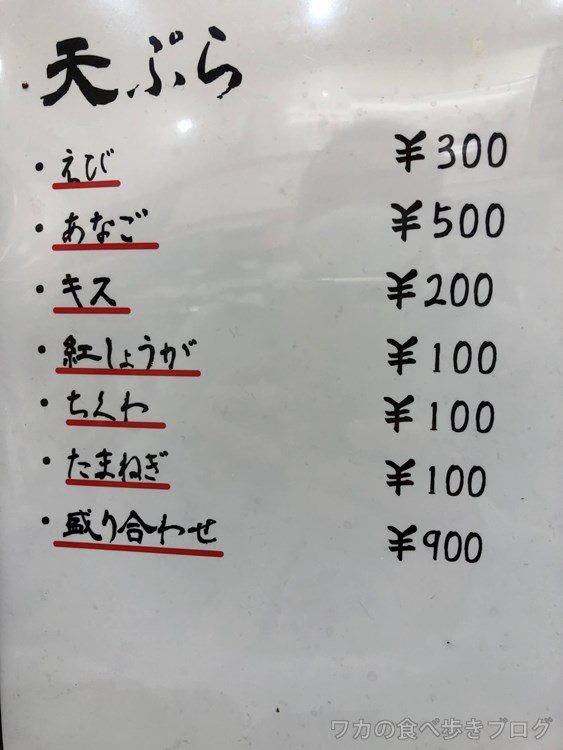 天ぷら
・えび ¥300
・あなご ¥500
・キス ¥200
・紅しょうが ¥100
・ちくわ ¥100
・たまねぎ ¥100
・盛り合わせ ¥900
ワカの食べ歩きブログ